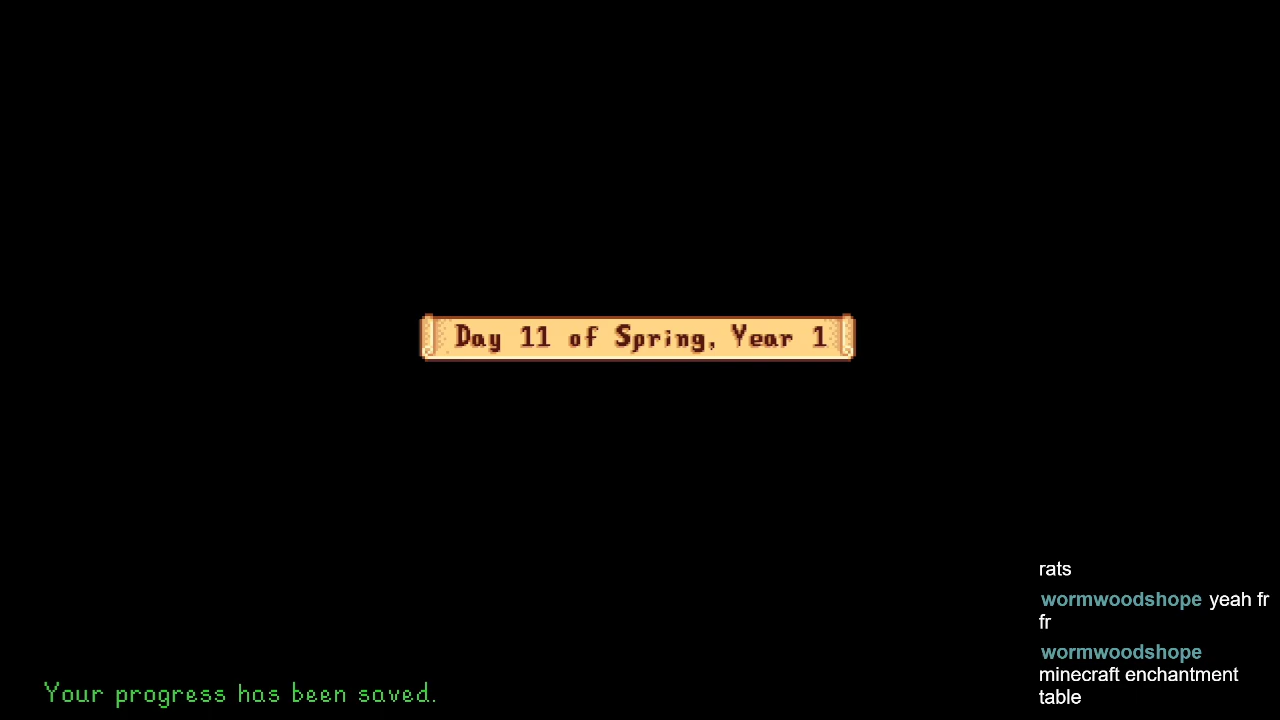 Day 11 of Spring, Year 1
rats
wormwoodshope yeah fr
fr
wormwoodshope
minecraft enchantment
table
Your progress has been saved.